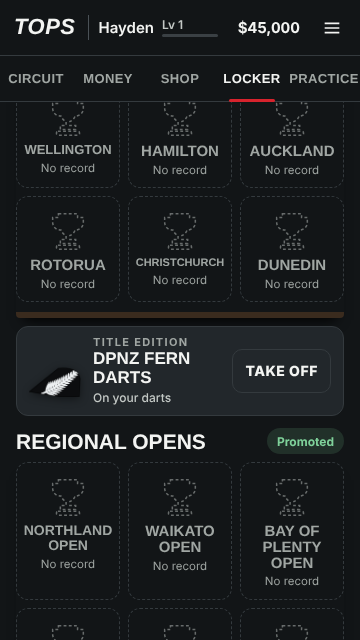 TOPS Hayden Lv 1 $45,000
CIRCUIT MONEY SHOP LOCKER PRACTICE
WELLINGTON HAMILTON AUCKLAND
No record No record No record
ROTORUA CHRISTCHURCH DUNEDIN
No record No record No record
TITLE EDITION
DPNZ FERN
DARTS
On your darts
TAKE OFF
REGIONAL OPENS Promoted
NORTHLAND
OPEN
No record
WAIKATO
OPEN
No record
BAY OF
PLENTY
OPEN
No record